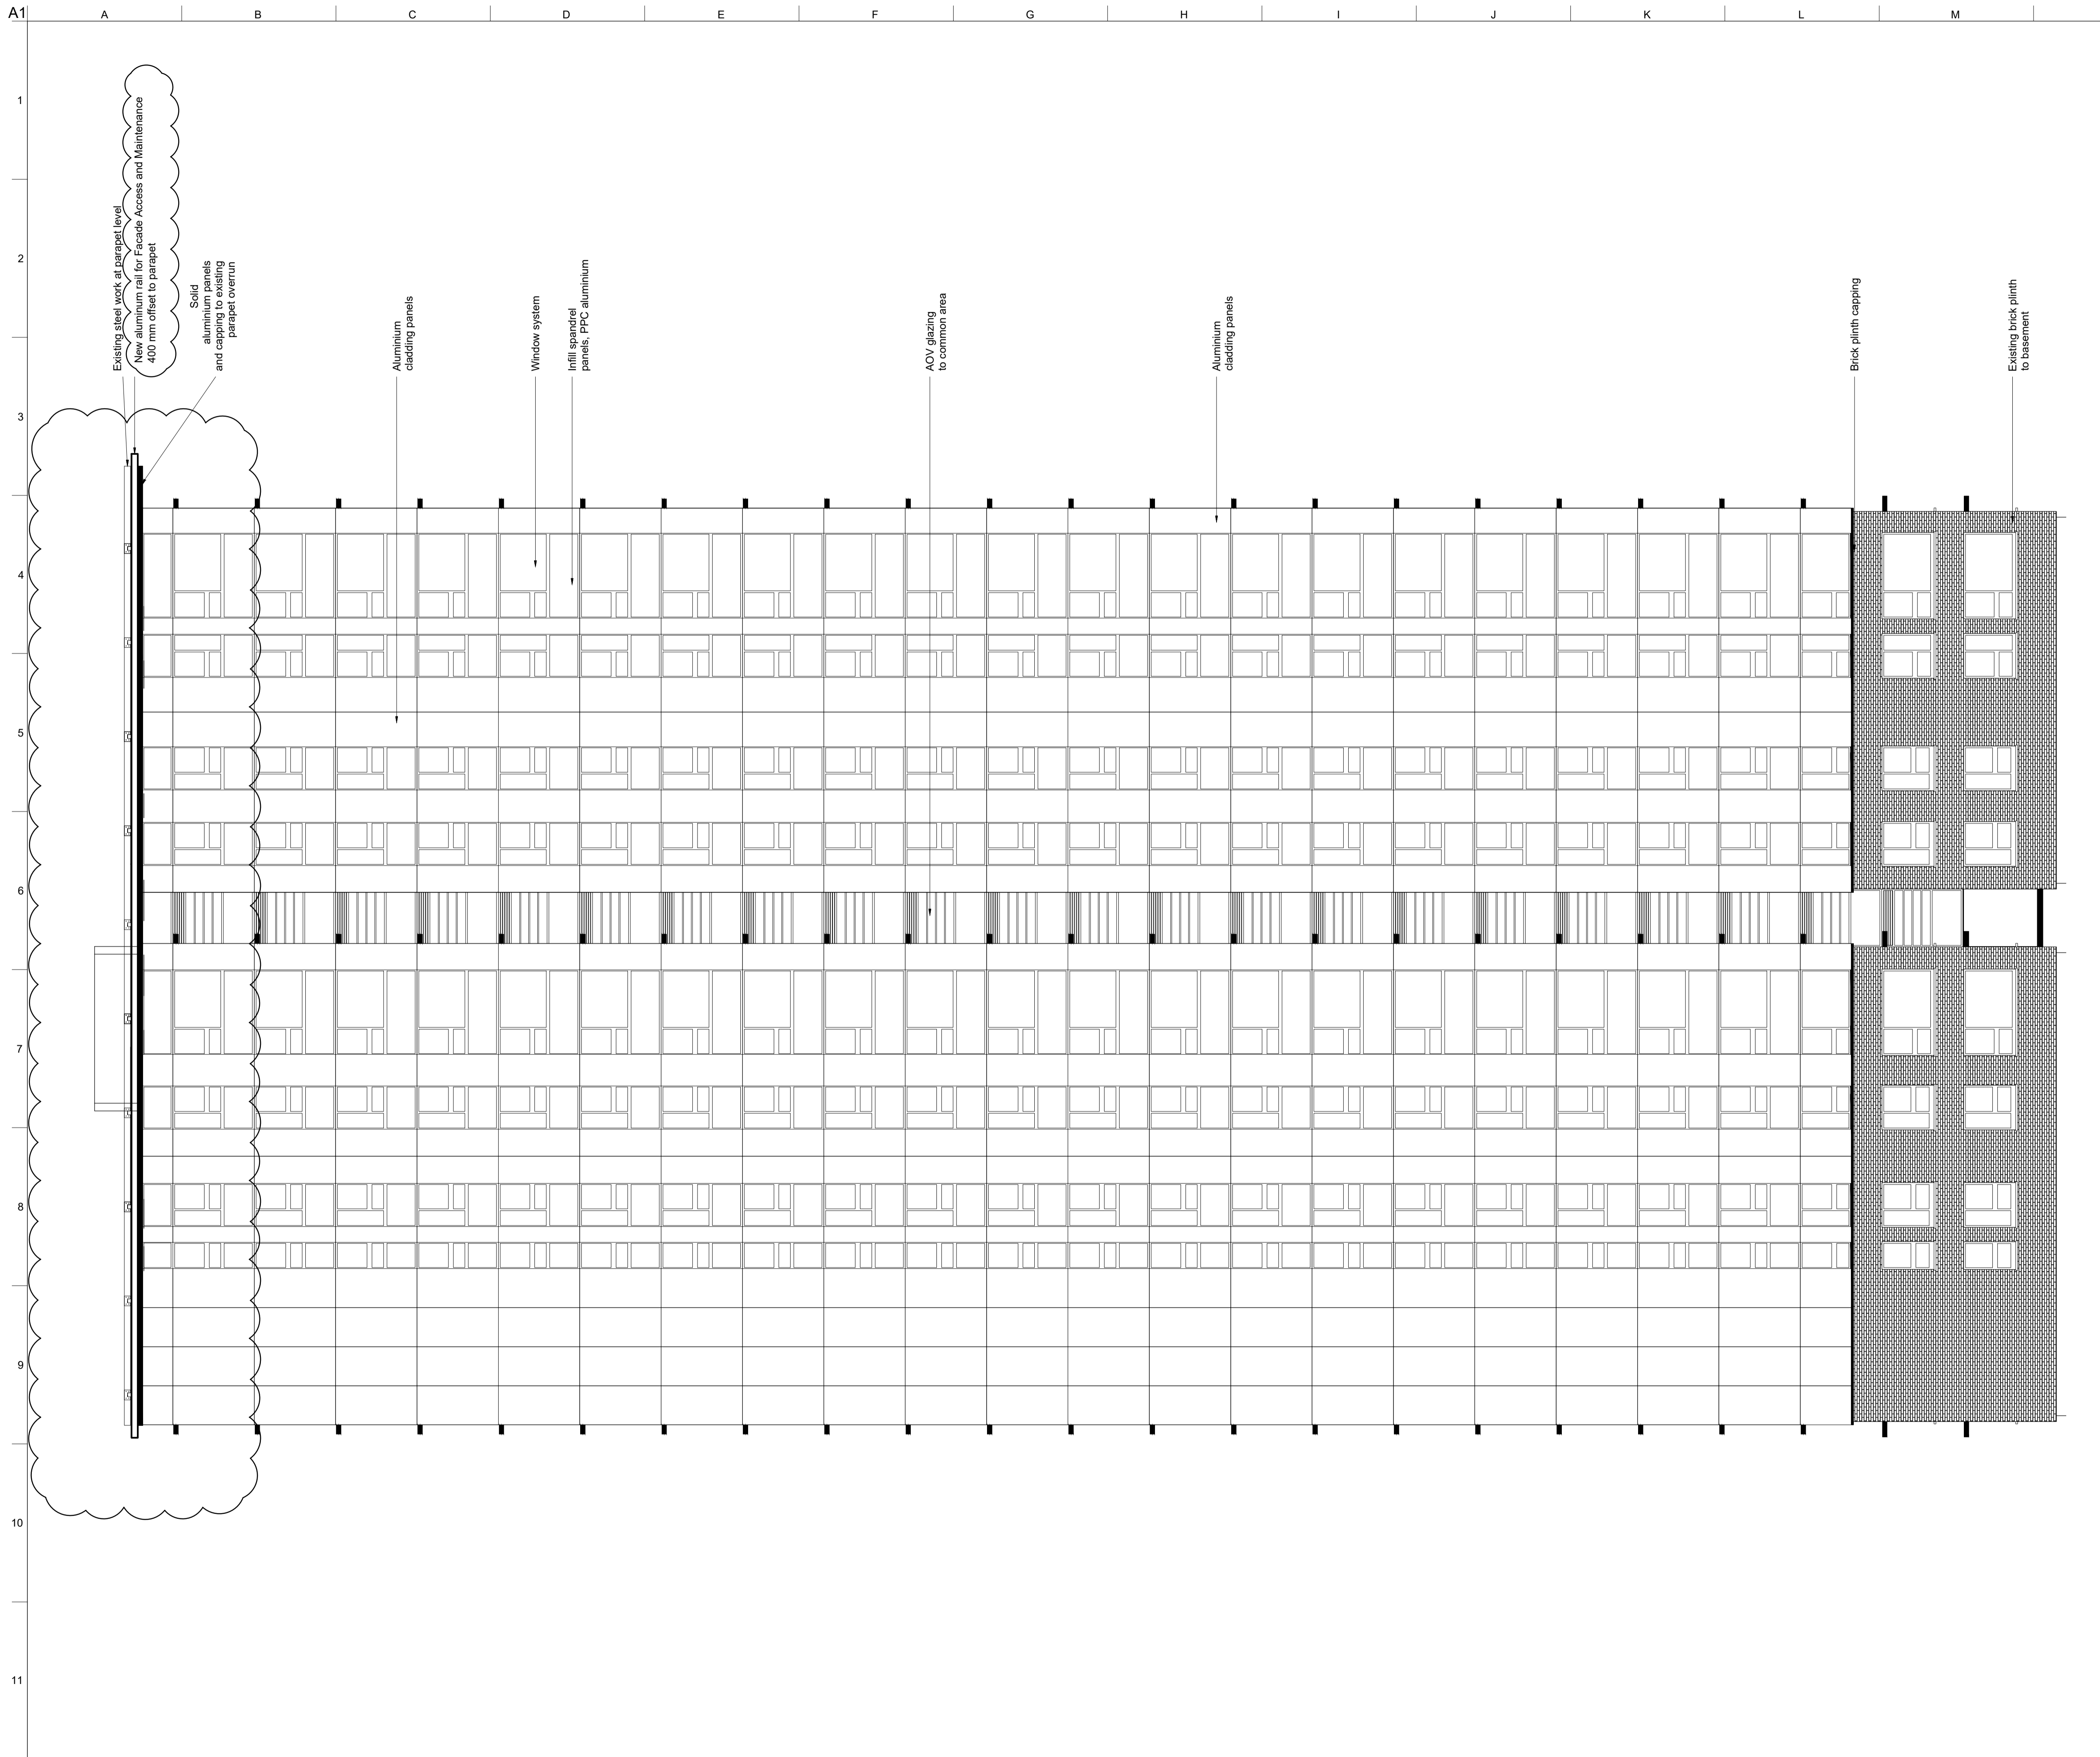 A1
A
B
C
D
E
F
G
H
I
J
K
L
M
1
2
3
4
5
6
7
8
9
10
11
Existing steel work at parapet level
New aluminum rail for Facade Access and Maintenance
400 mm offset to parapet
Solid
aluminium panels
and capping to existing
parapet overrun
Aluminium
cladding panels
Window system
Infill spandrel
panels, PPC aluminium
AOV glazing
to common area
Aluminium
cladding panels
Brick plinth capping
Existing brick plinth
to basement